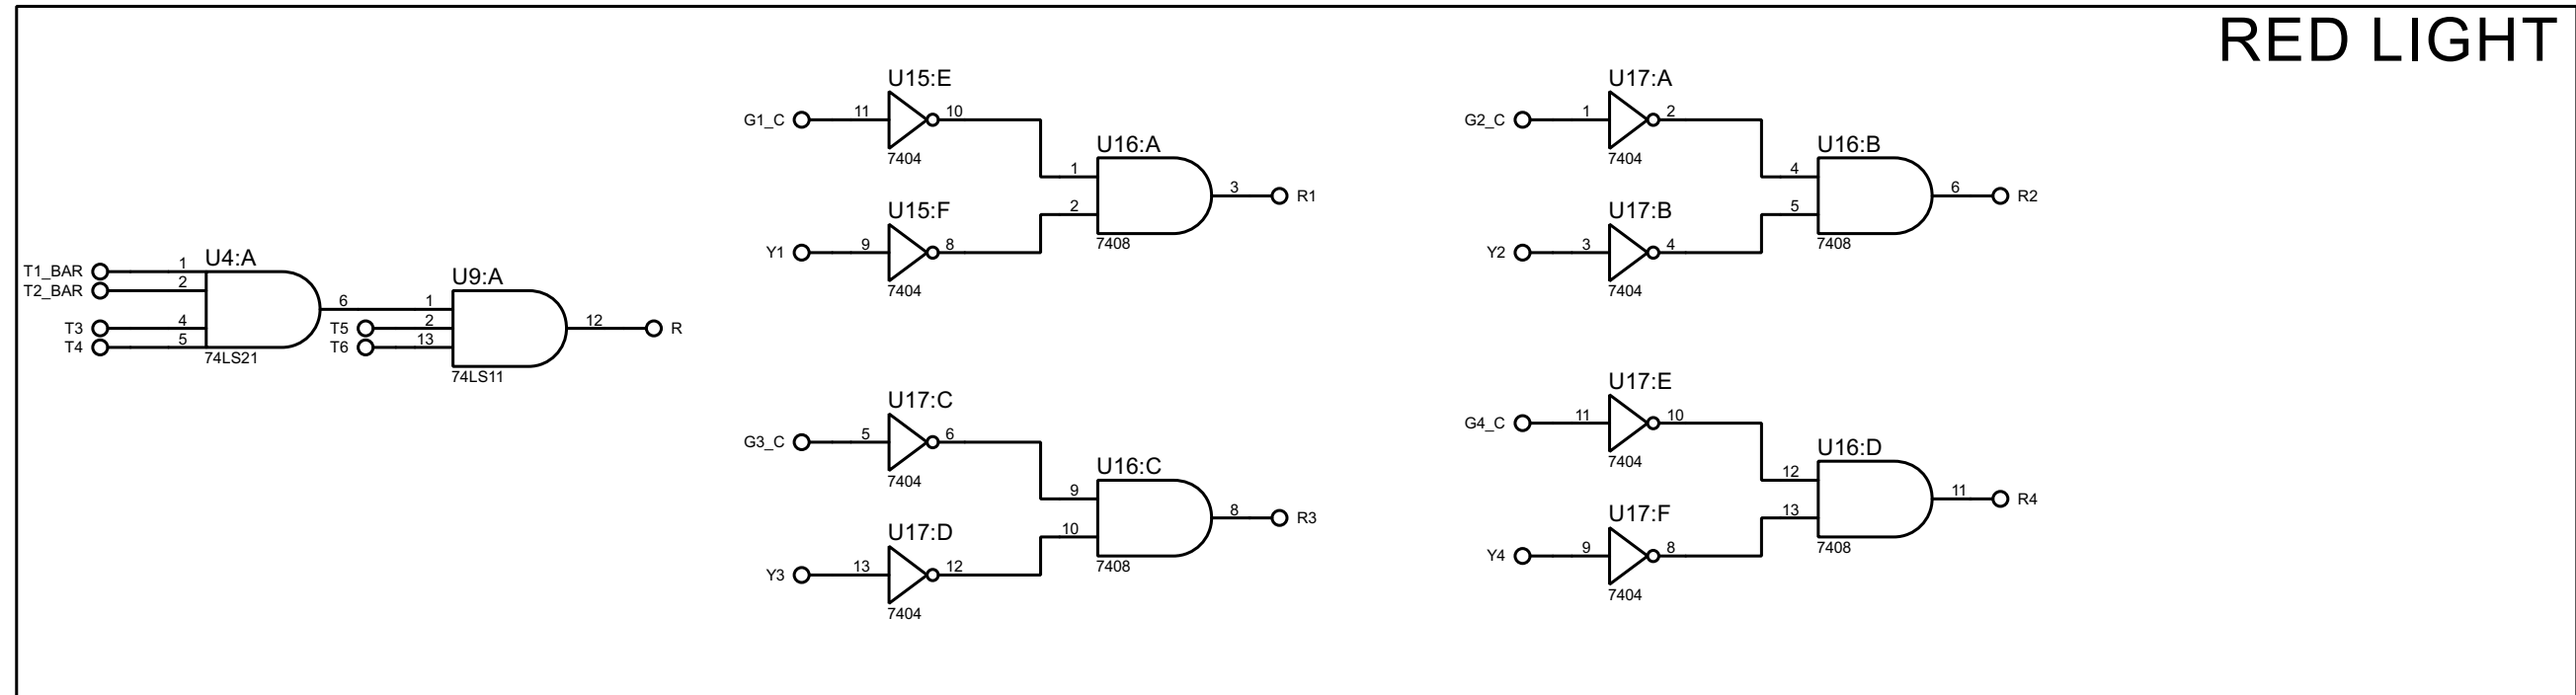 RED LIGHT
U15:E
G1_C 11 10
7404
U16:A
1
3 R1
2
7408
U15:F
Y1 9 8
7404
U17:A
G2_C 1 2
7404
U16:B
4
6 R2
5
7408
U17:B
Y2 3 4
7404
U4:A
T1_BAR 1
T2_BAR 2
6
T3 4
T4 5
74LS21
U9:A
1
T5 2
12 R
T6 13
74LS11
U17:C
G3_C 5 6
7404
U16:C
9
8 R3
10
7408
U17:D
Y3 13 12
7404
U17:E
G4_C 11 10
7404
U16:D
12
11 R4
13
7408
U17:F
Y4 9 8
7404